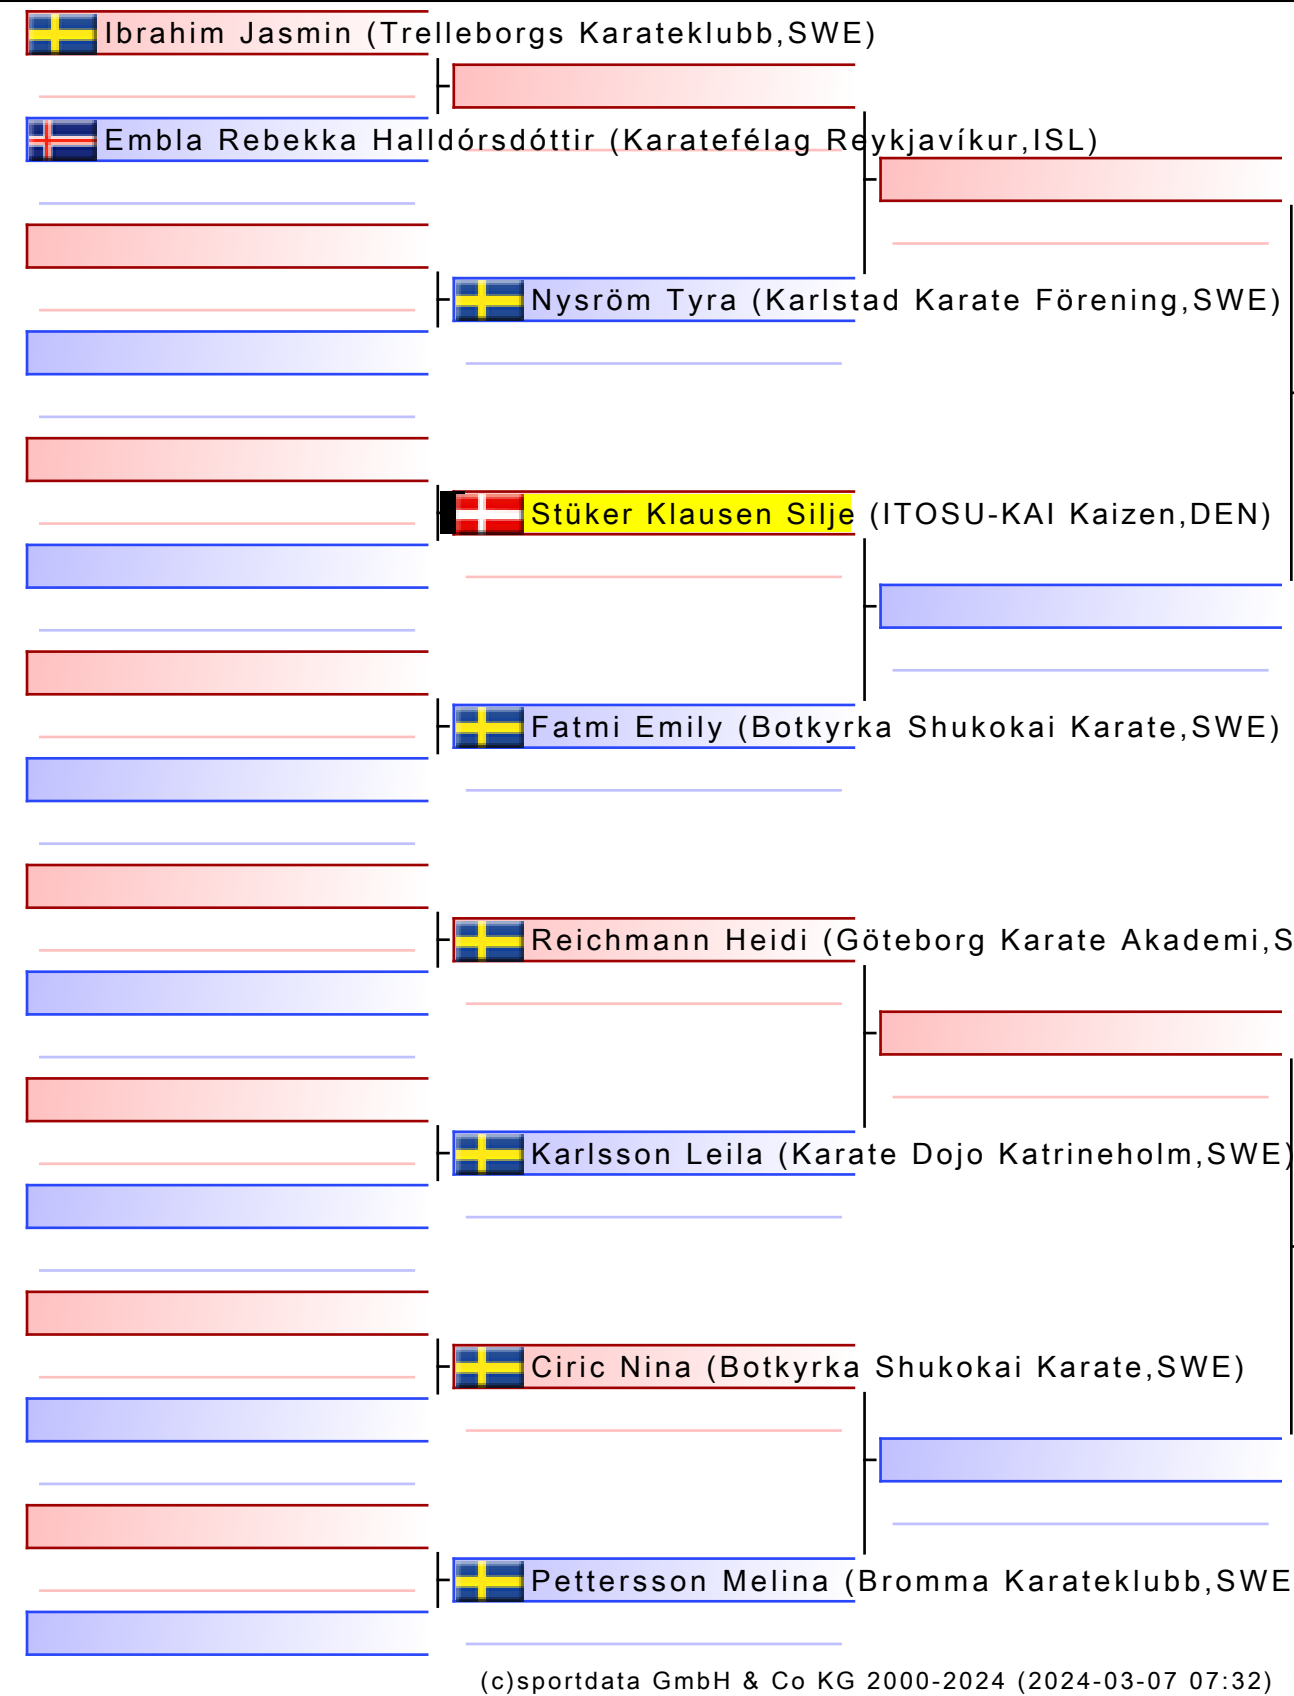 Ibrahim Jasmin (Trelleborgs Karateklubb,SWE)
Embla Rebekka Halldórsdóttir (Karatefélag Reykjavíkur,ISL)
Nysröm Tyra (Karlstad Karate Förening,SWE)
Stüker Klausen Silje (ITOSU-KAI Kaizen,DEN)
Fatmi Emily (Botkyrka Shukokai Karate,SWE)
Reichmann Heidi (Göteborg Karate Akademi,S
Karlsson Leila (Karate Dojo Katrineholm,SWE)
Ciric Nina (Botkyrka Shukokai Karate,SWE)
Pettersson Melina (Bromma Karateklubb,SWE
(c)sportdata GmbH & Co KG 2000-2024 (2024-03-07 07:32)